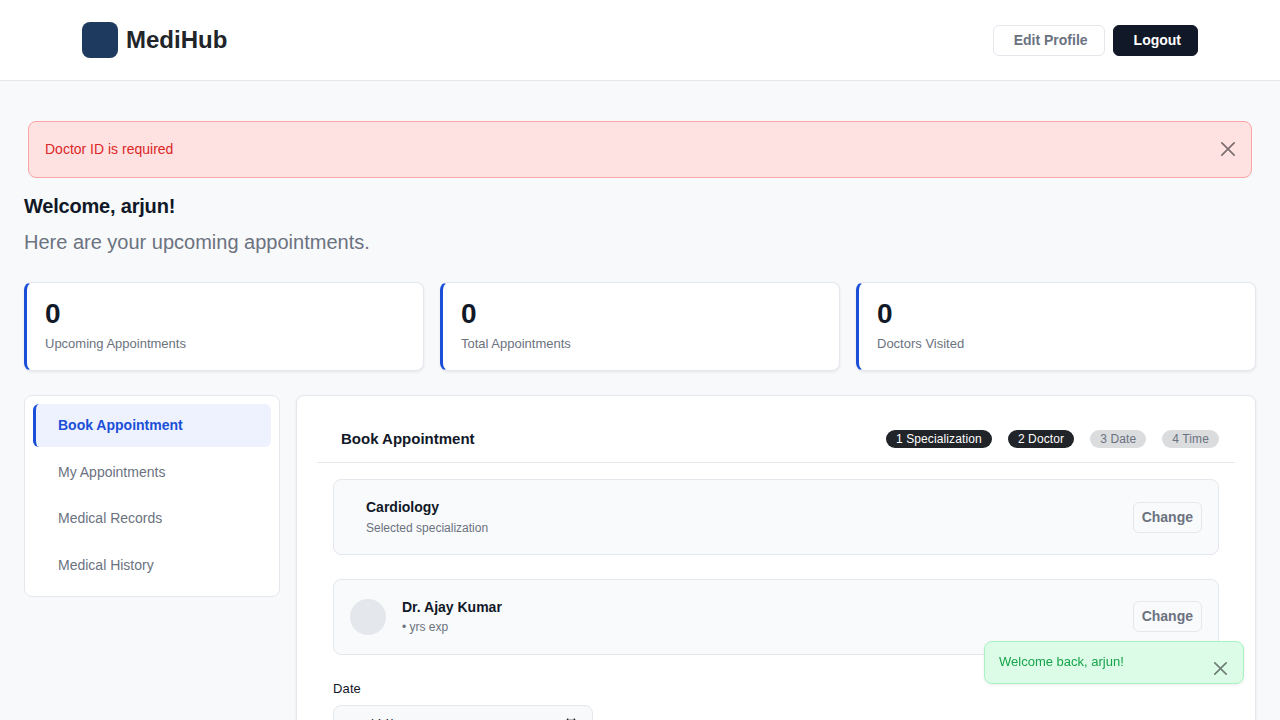 MediHub
Edit Profile
Logout
Doctor ID is required
Welcome, arjun!
Here are your upcoming appointments.
0
Upcoming Appointments
0
Total Appointments
0
Doctors Visited
Book Appointment
My Appointments
Medical Records
Medical History
Book Appointment
1 Specialization
2 Doctor
3 Date
4 Time
Cardiology
Selected specialization
Change
Dr. Ajay Kumar
• yrs exp
Change
Welcome back, arjun!
Date